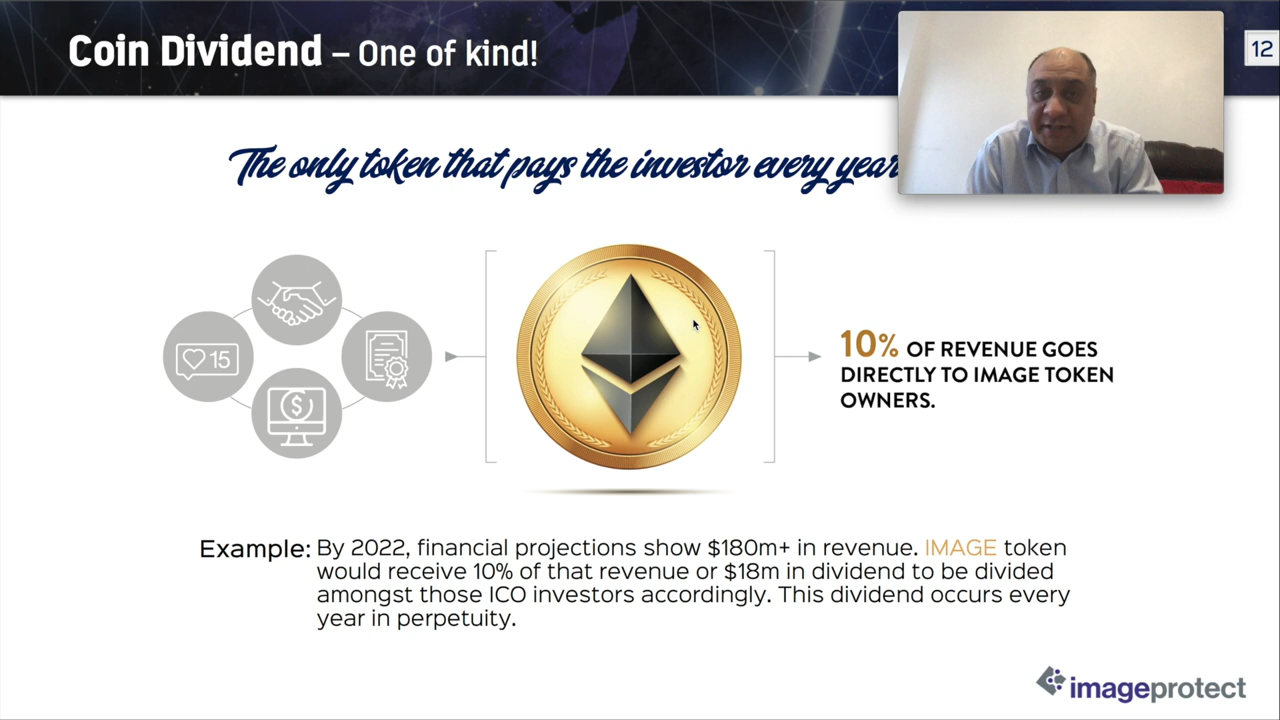 Coin Dividend – One of kind!
12
The only token that pays the investor every year
15
$
10% OF REVENUE GOES
DIRECTLY TO IMAGE TOKEN
OWNERS.
Example: By 2022, financial projections show $180m+ in revenue. IMAGE token
would receive 10% of that revenue or $18m in dividend to be divided
amongst those ICO investors accordingly. This dividend occurs every
year in perpetuity.
imageprotect